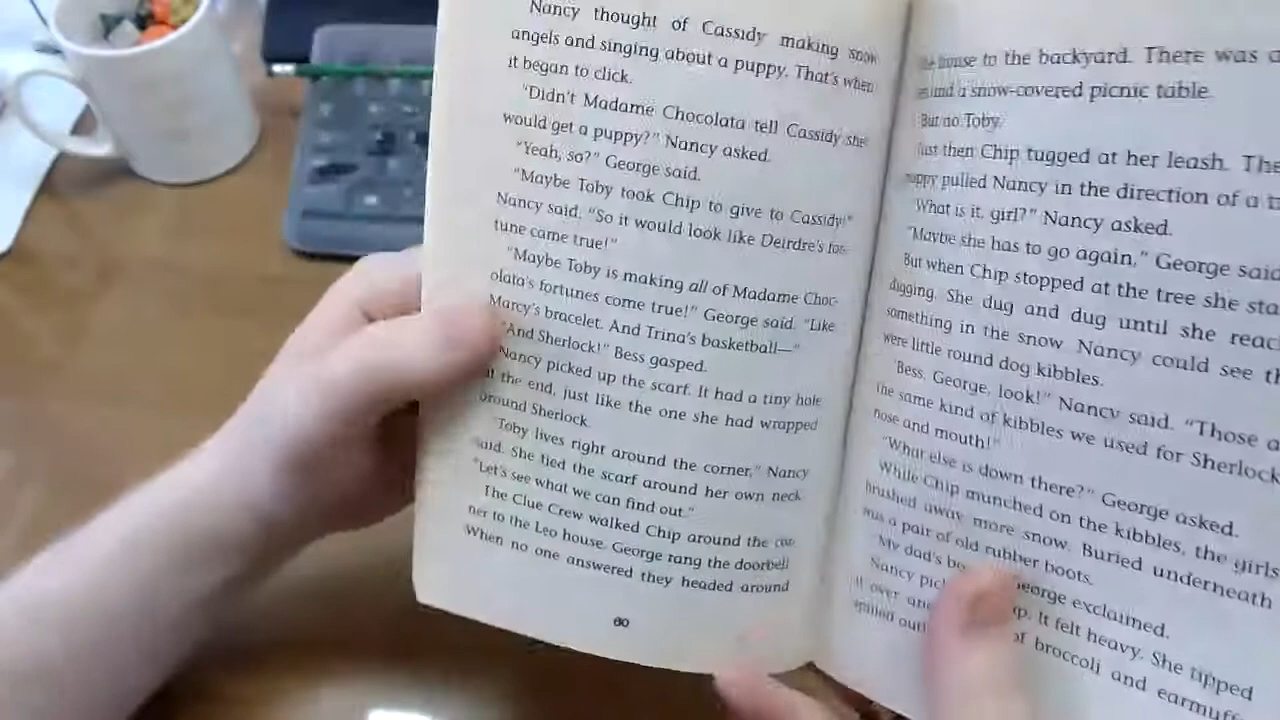 Nancy thought of Cassidy making snow
angels and singing about a puppy. That's when
it began to click.
"Didn't Madame Chocolata tell Cassidy she
would get a puppy?" Nancy asked.
"Yeah, so?" George said.
"Maybe Toby took Chip to give to Cassidy!"
Nancy said. "So it would look like Deirdre's for-
tune came true!"
"Maybe Toby is making all of Madame Choc-
olata's fortunes come true!" George said. "Like
Marcy's bracelet. And Trina's basketball—"
"And Sherlock!" Bess gasped.
Nancy picked up the scarf. It had a tiny hole
at the end, just like the one she had wrapped
around Sherlock.
"Toby lives right around the corner," Nancy
said. She tied the scarf around her own neck.
"Let's see what we can find out."
The Clue Crew walked Chip around the cor-
ner to the Leo house. George rang the doorbell
When no one answered they headed around
80
house to the backyard. There was
and a snow-covered picnic table.
But no Toby.
Just then Chip tugged at her leash. The
puppy pulled Nancy in the direction of a
"What is it, girl?" Nancy asked.
"Maybe she has to go again," George said
But when Chip stopped at the tree she
digging. She dug and dug until she
something in the snow Nancy could see
were little round dog kibbles.
"Bess, George, look!" Nancy said. "Those
the same kind of kibbles we used for Sherlock
nose and mouth!"
"What else is down there?" George asked.
While Chip munched on the kibbles, the girls
brushed away more snow. Buried underneath
was a pair of old rubber boots.
"My dad's George exclaimed.
Nancy It felt heavy. She tipped
it over
spilled of broccoli and